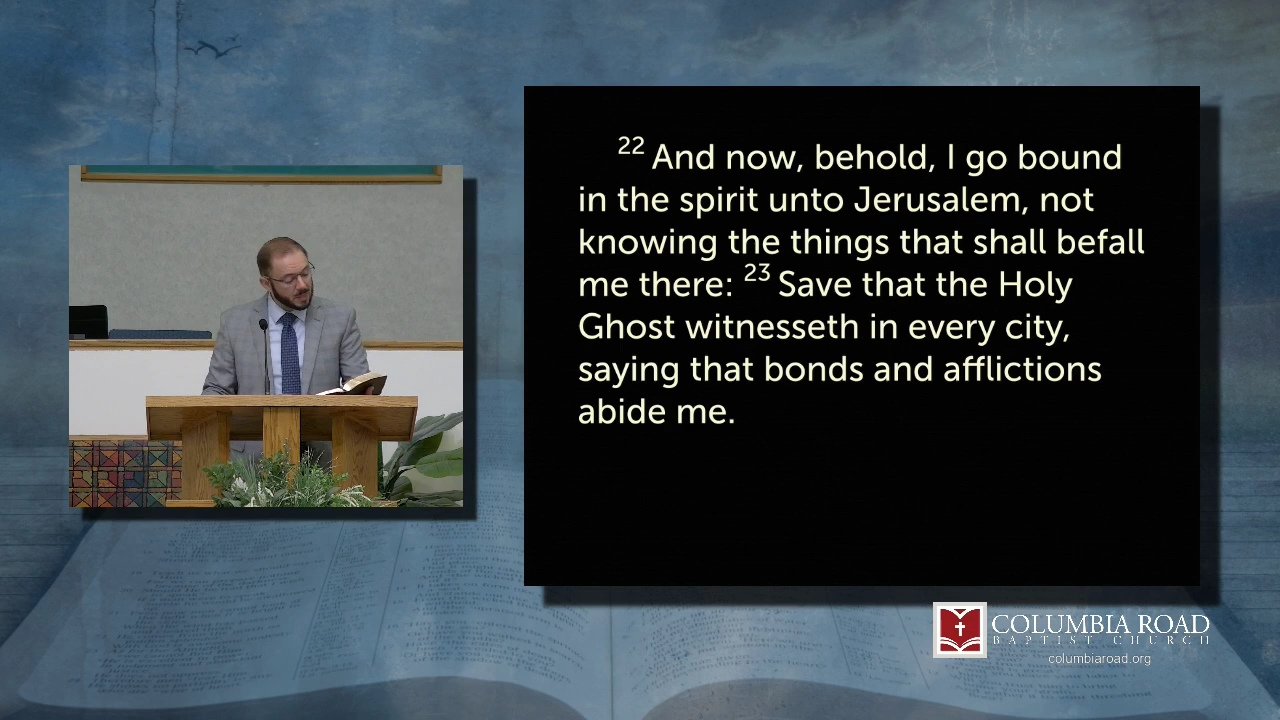 22 And now, behold, I go bound
in the spirit unto Jerusalem, not
knowing the things that shall befall
me there: 23 Save that the Holy
Ghost witnesseth in every city,
saying that bonds and afflictions
abide me.
COLUMBIA ROAD
BAPTIST CHURCH
columbiaroad.org